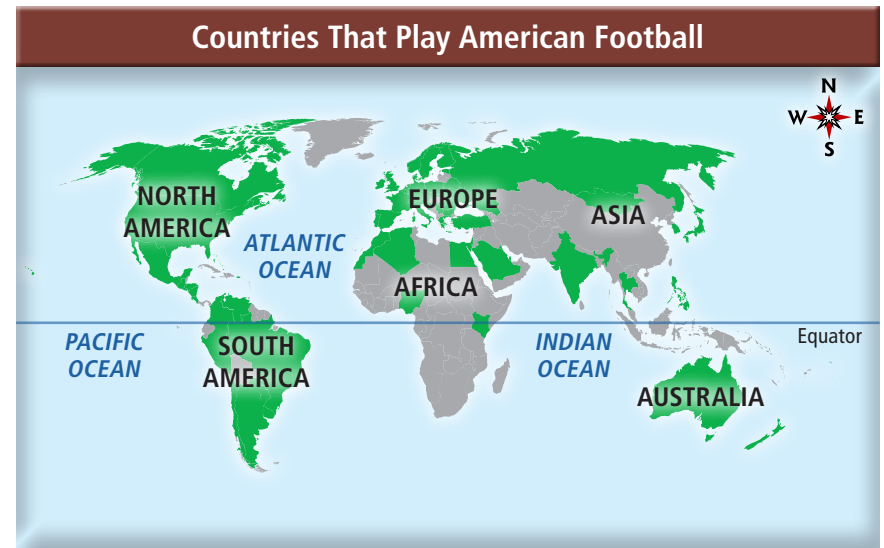 Countries That Play American Football
N
W E
S
NORTH
AMERICA
EUROPE
ASIA
ATLANTIC
OCEAN
AFRICA
PACIFIC
OCEAN
SOUTH
AMERICA
INDIAN
OCEAN
Equator
AUSTRALIA